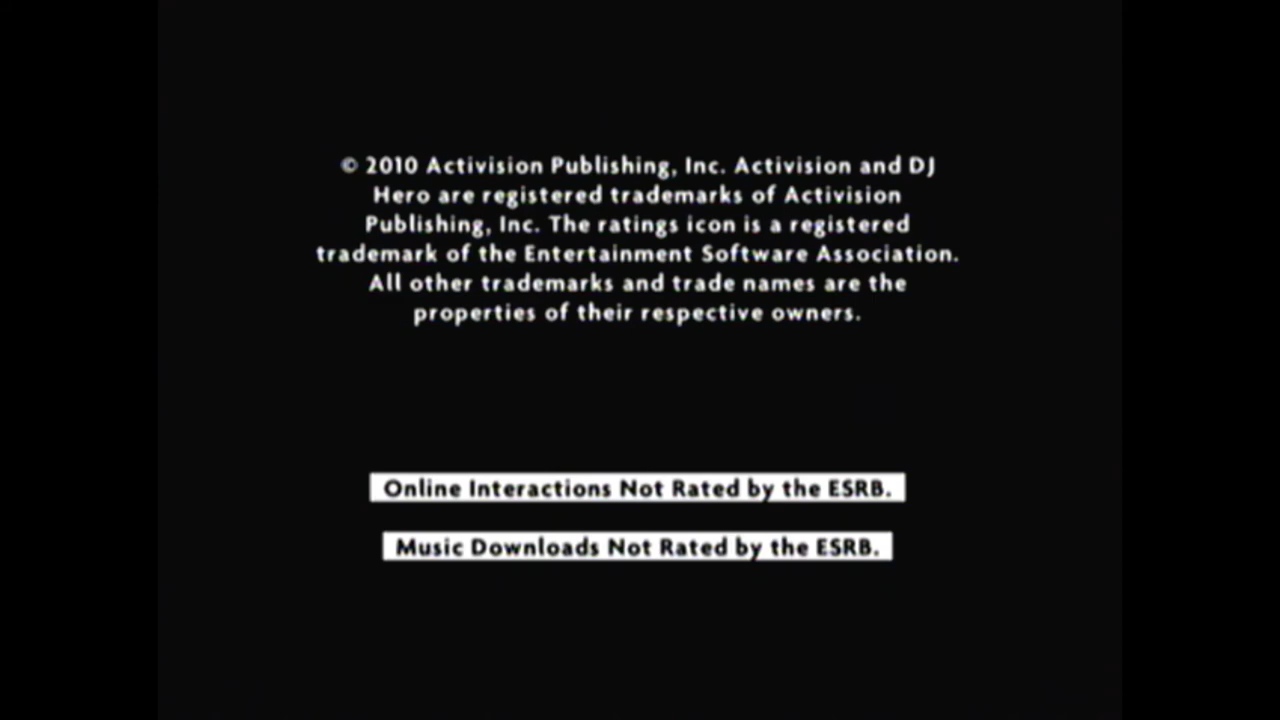 © 2010 Activision Publishing, Inc. Activision and DJ
Hero are registered trademarks of Activision
Publishing, Inc. The ratings icon is a registered
trademark of the Entertainment Software Association.
All other trademarks and trade names are the
properties of their respective owners.
Online Interactions Not Rated by the ESRB.
Music Downloads Not Rated by the ESRB.